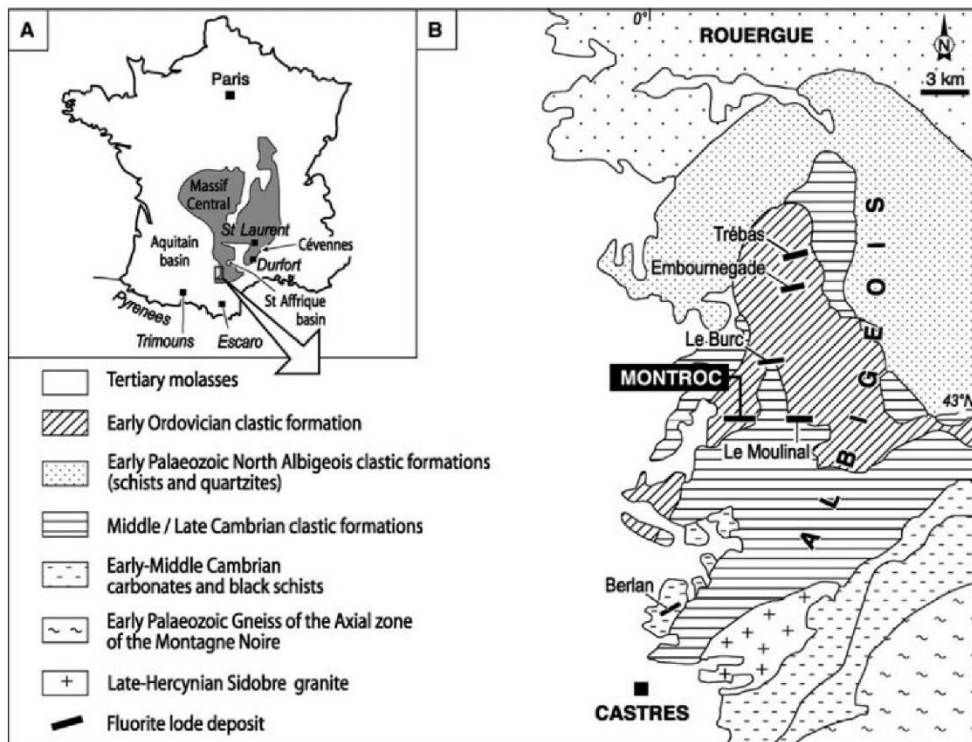 A
Paris
Massif
Central
St Laurent
Cévennes
Aquitain
basin
Durfort
St Affrique
basin
Pyrenees
Trimouns
Escaro
B
0°
ROUERGUE
N
3 km
Trébas
Embournegade
Le Burc
MONTROC
43°N
Le Moulinal
ALBIGEOIS
Berlan
CASTRES
Tertiary molasses
Early Ordovician clastic formation
Early Palaeozoic North Albigeois clastic formations
(schists and quartzites)
Middle / Late Cambrian clastic formations
Early-Middle Cambrian
carbonates and black schists
Early Palaeozoic Gneiss of the Axial zone
of the Montagne Noire
Late-Hercynian Sidobre granite
Fluorite lode deposit